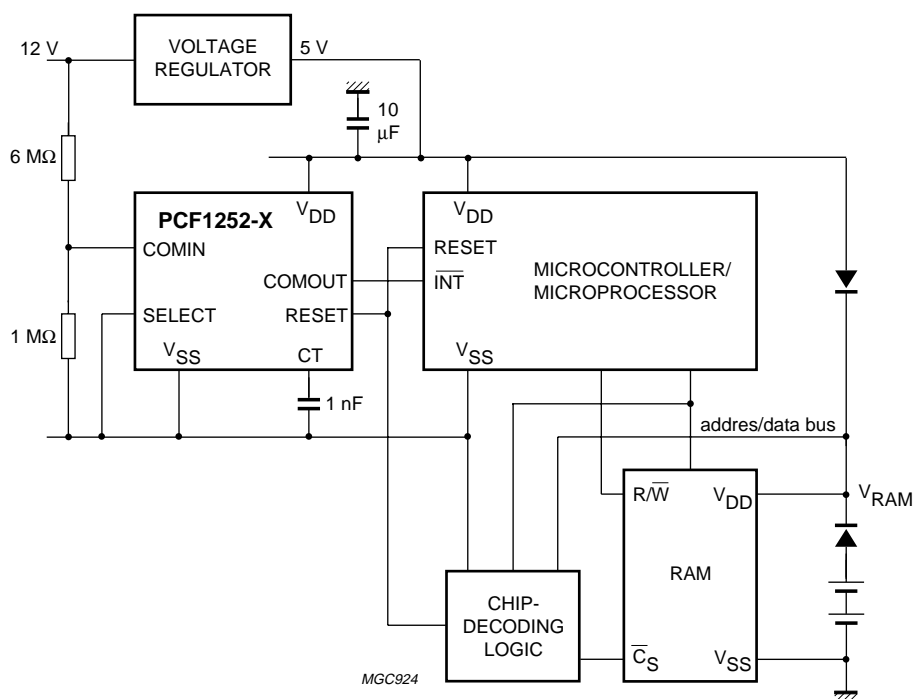 12 V
VOLTAGE
REGULATOR
5 V
10
μF
6 MΩ
PCF1252-X
VDD
COMIN
COMOUT
SELECT
RESET
VSS
CT
1 MΩ
1 nF
VDD
RESET
INT
MICROCONTROLLER/
MICROPROCESSOR
VSS
addres/data bus
R/W
VDD
VRAM
RAM
CHIP-
DECODING
LOGIC
CS
VSS
MGC924